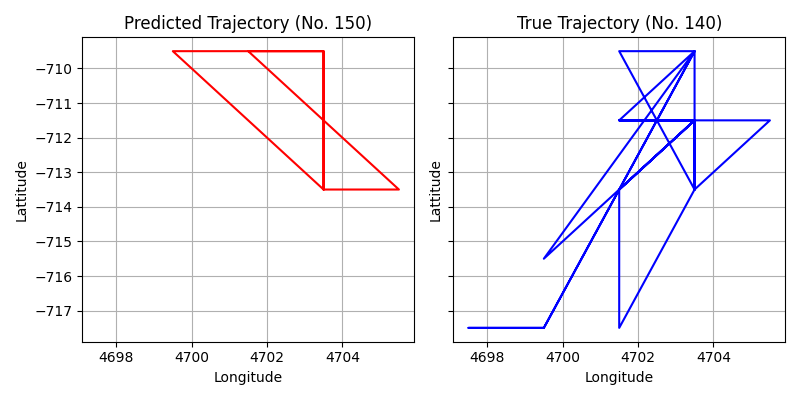 Predicted Trajectory (No. 150)
True Trajectory (No. 140)
Lattitude
−710
−711
−712
−713
−714
−715
−716
−717
4698
4700
4702
4704
Longitude
Lattitude
4698
4700
4702
4704
Longitude